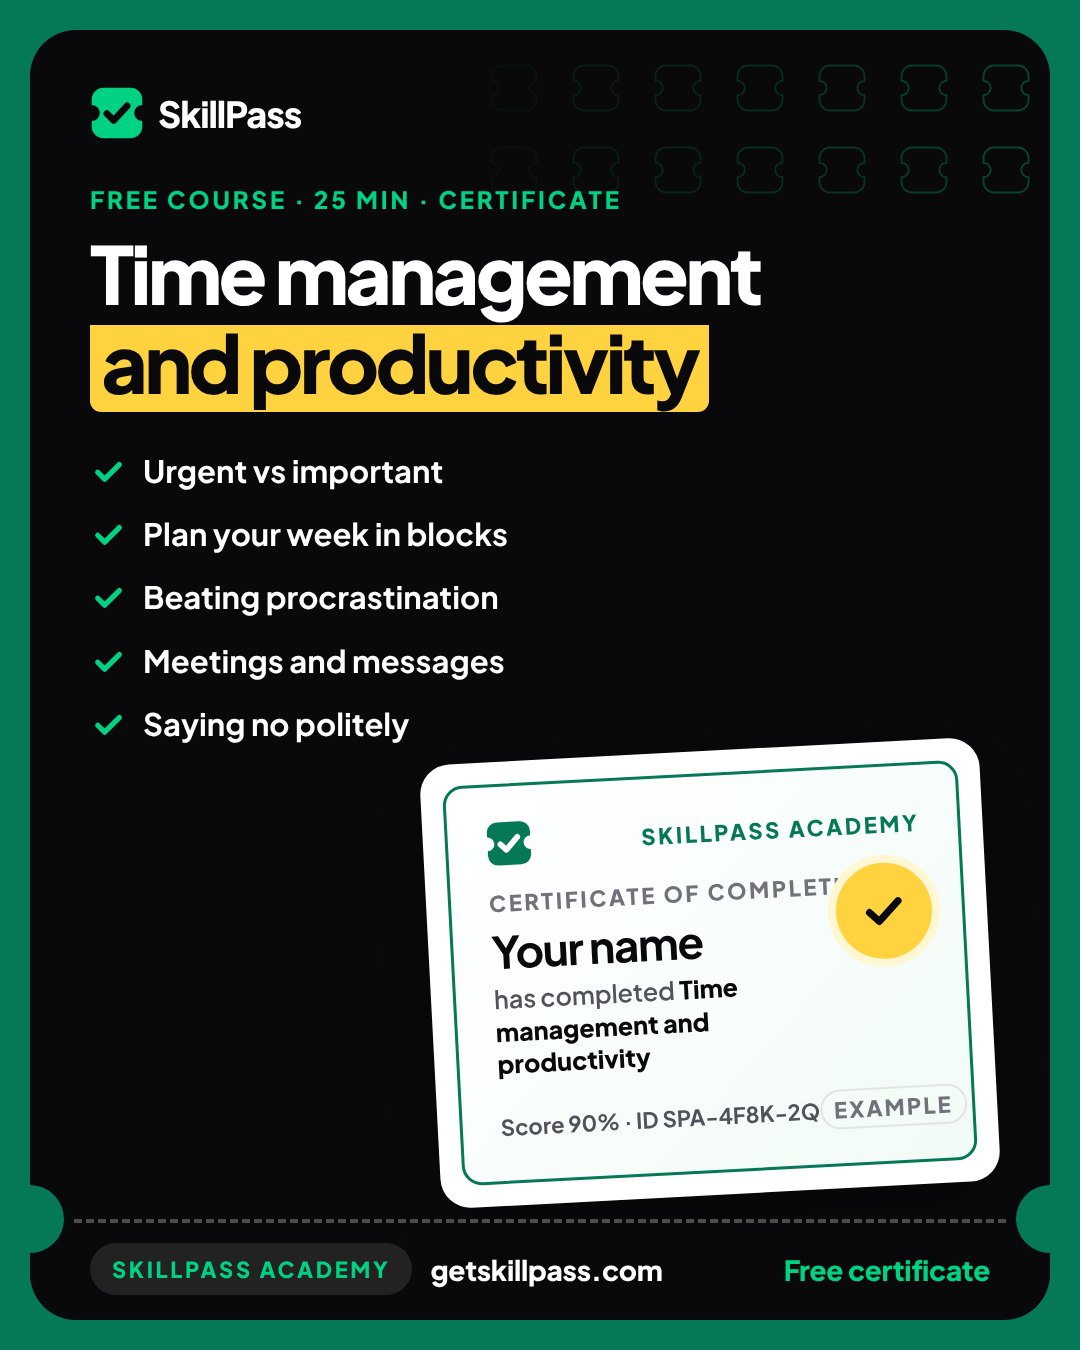 SkillPass
FREE COURSE · 25 MIN · CERTIFICATE
Time management
and productivity
Urgent vs important
Plan your week in blocks
Beating procrastination
Meetings and messages
Saying no politely
SKILLPASS ACADEMY
CERTIFICATE OF COMPLET
Your name
has completed Time
management and
productivity
Score 90% · ID SPA-4F8K-2Q
EXAMPLE
SKILLPASS ACADEMY
getskillpass.com
Free certificate